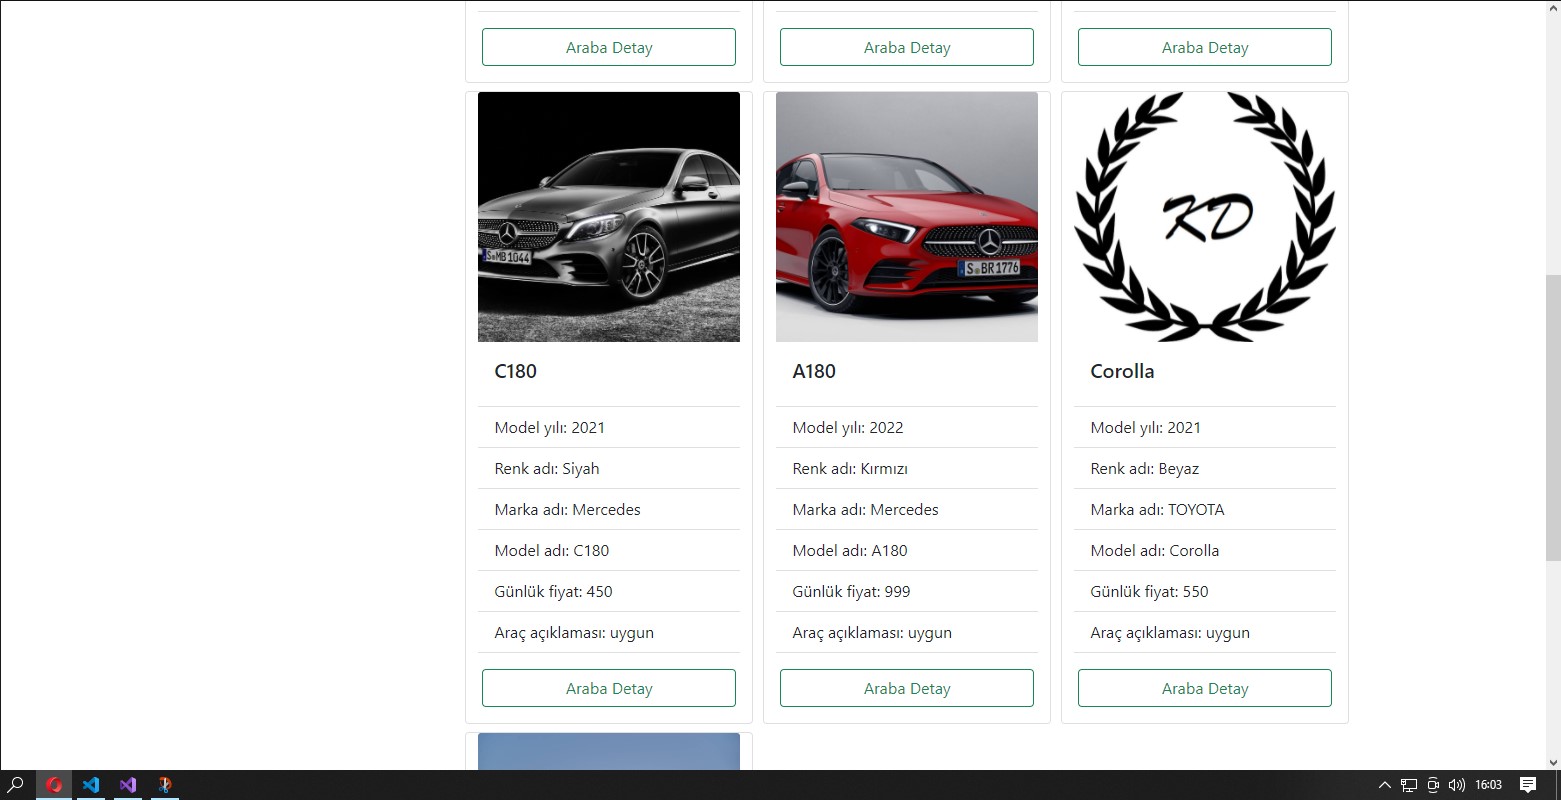 Araba Detay
Araba Detay
Araba Detay
S MB 1044
C180
Model yılı: 2021
Renk adı: Siyah
Marka adı: Mercedes
Model adı: C180
Günlük fiyat: 450
Araç açıklaması: uygun
Araba Detay
S BR 1776
A180
Model yılı: 2022
Renk adı: Kırmızı
Marka adı: Mercedes
Model adı: A180
Günlük fiyat: 999
Araç açıklaması: uygun
Araba Detay
KD
Corolla
Model yılı: 2021
Renk adı: Beyaz
Marka adı: TOYOTA
Model adı: Corolla
Günlük fiyat: 550
Araç açıklaması: uygun
Araba Detay
16:03